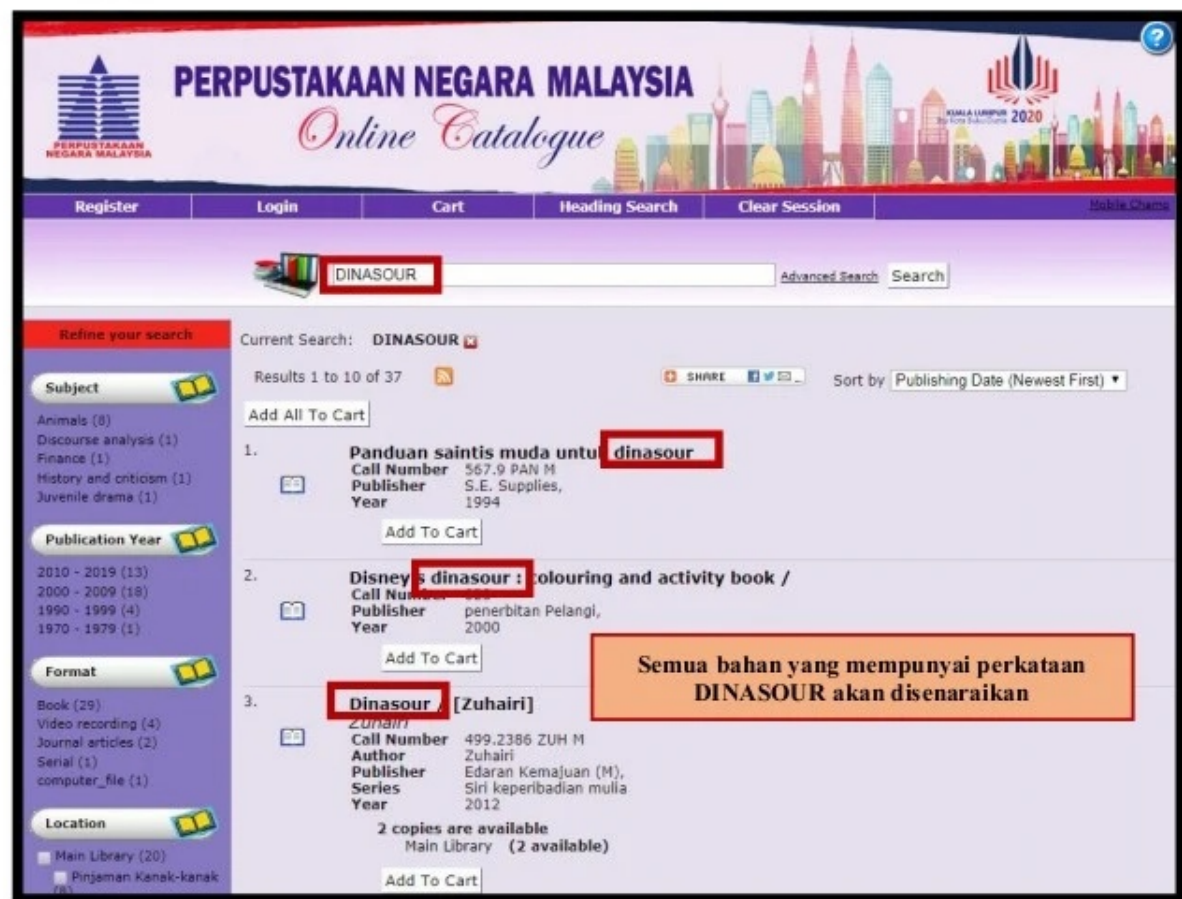 PERPUSTAKAAN NEGARA MALAYSIA
Online Catalogue
PERPUSTAKAAN
NEGARA MALAYSIA
KUALA LUMPUR 2020
?
Register Login Cart Heading Search Clear Session Mobile Chamo
DINASOUR Advanced Search Search
Refine your search
Subject
Animals (8)
Discourse analysis (1)
Finance (1)
History and criticism (1)
Juvenile drama (1)
Publication Year
2010 - 2019 (13)
2000 - 2009 (18)
1990 - 1999 (4)
1970 - 1979 (1)
Format
Book (29)
Video recording (4)
Journal articles (2)
Serial (1)
computer_file (1)
Location
Main Library (20)
Pinjaman Kanak-kanak
(8)
Current Search: DINASOUR
Results 1 to 10 of 37 SHARE Sort by Publishing Date (Newest First)
Add All To Cart
1. Panduan saintis muda untuk dinasour
Call Number 567.9 PAN M
Publisher S.E. Supplies,
Year 1994
Add To Cart
2. Disney's dinasour : colouring and activity book /
Call Number
Publisher penerbitan Pelangi,
Year 2000
Add To Cart
Semua bahan yang mempunyai perkataan
DINASOUR akan disenaraikan
3. Dinasour / [Zuhairi]
Zuhairi
Call Number 499.2386 ZUH M
Author Zuhairi
Publisher Edaran Kemajuan (M),
Series Siri keperibadian mulia
Year 2012
2 copies are available
Main Library (2 available)
Add To Cart